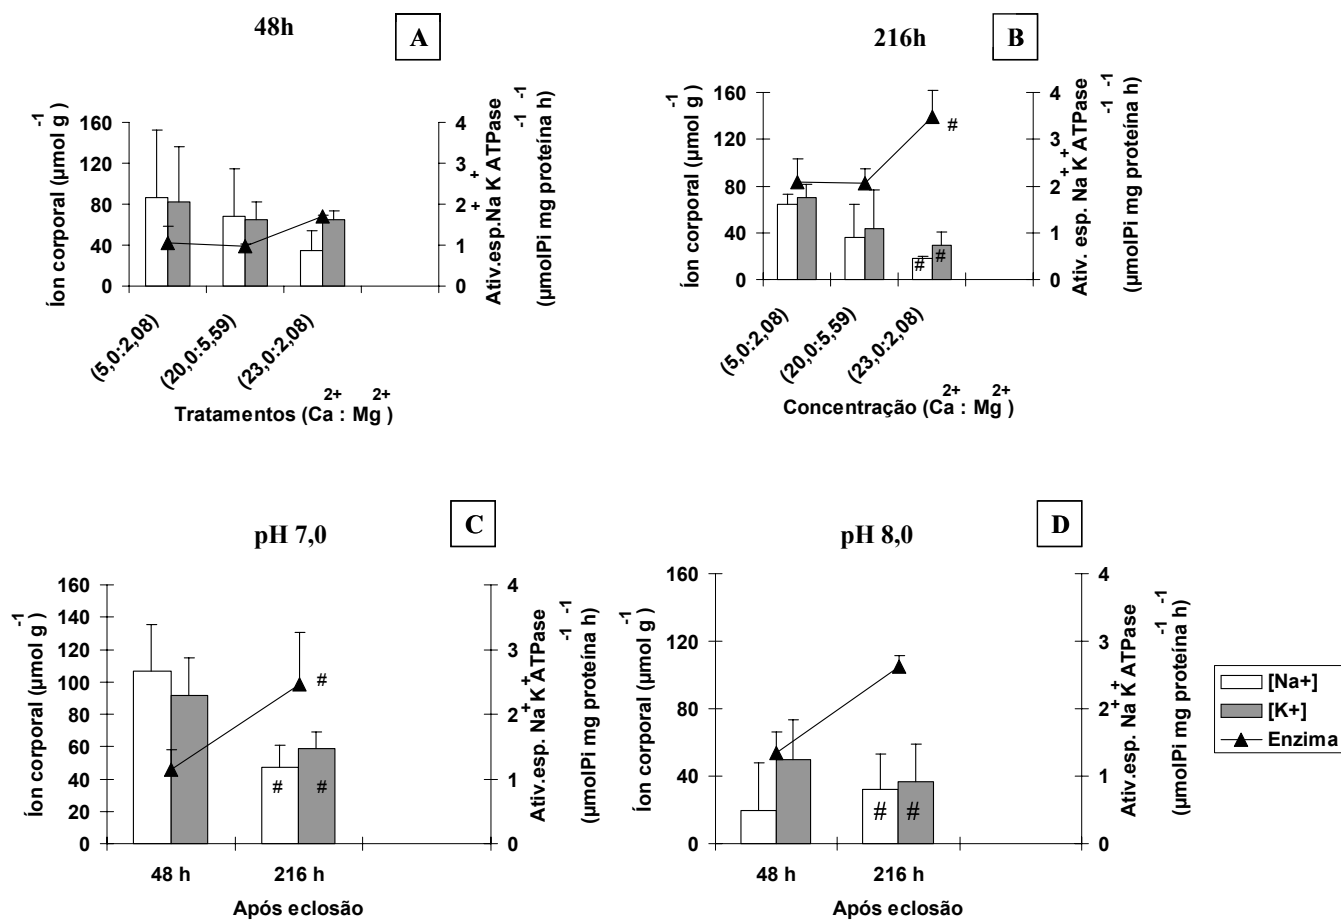 48h
A
Íon corporal (µmol g-1)
160
120
80
40
0
4
3
2
1
0
Ativ.esp.Na+ K+ ATPase
(µmolPi mg proteína-1 h-1)
(5,0:2,08)
(20,0:5,59)
(23,0:2,08)
Tratamentos (Ca2+ : Mg2+)
216h
B
Íon corporal (µmol g-1)
160
120
80
40
0
4
3
2
1
0
Ativ. esp. Na+ K+ ATPase
(µmolPi mg proteína-1 h-1)
#
# #
(5,0:2,08)
(20,0:5,59)
(23,0:2,08)
Concentração (Ca2+ : Mg2+)
pH 7,0
C
Íon corporal (µmol g-1)
160
140
120
100
80
60
40
20
0
4
3
2
1
0
Ativ.esp. Na+ K+ ATPase
(µmolPi mg proteína-1 h-1)
#
# #
48 h
216 h
Após eclosão
pH 8,0
D
Íon corporal (µmol g-1)
160
120
80
40
0
4
3
2
1
0
Ativ.esp. Na+ K+ ATPase
(µmolPi mg proteína-1 h-1)
# #
48 h
216 h
Após eclosão
[Na+]
[K+]
Enzima